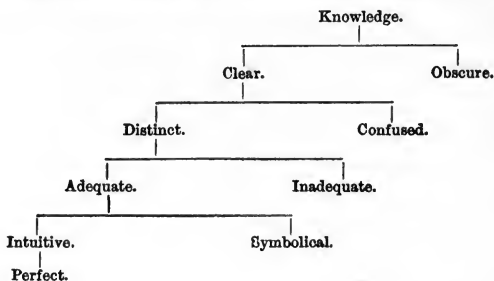 Knowledge.
Clear. Obscure.
Distinct. Confused.
Adequate. Inadequate.
Intuitive. Symbolical.
Perfect.